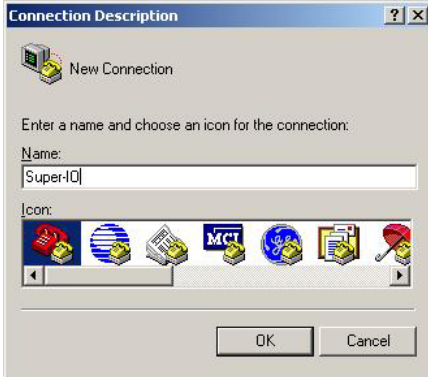 Connection Description
New Connection
Enter a name and choose an icon for the connection:
Name:
Super-IO
Icon:
MCI
OK Cancel